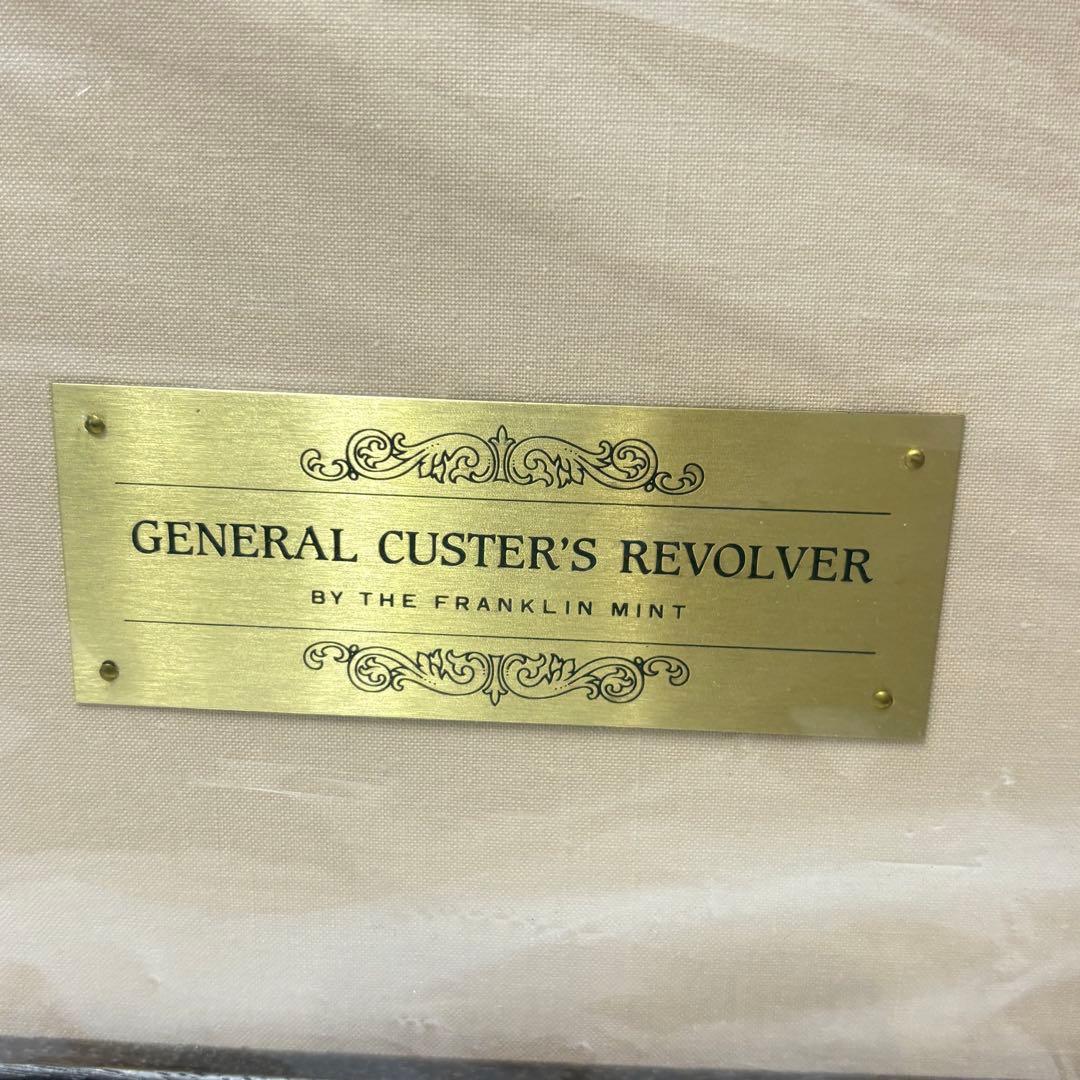 GENERAL CUSTER'S REVOLVER
BY THE FRANKLIN MINT